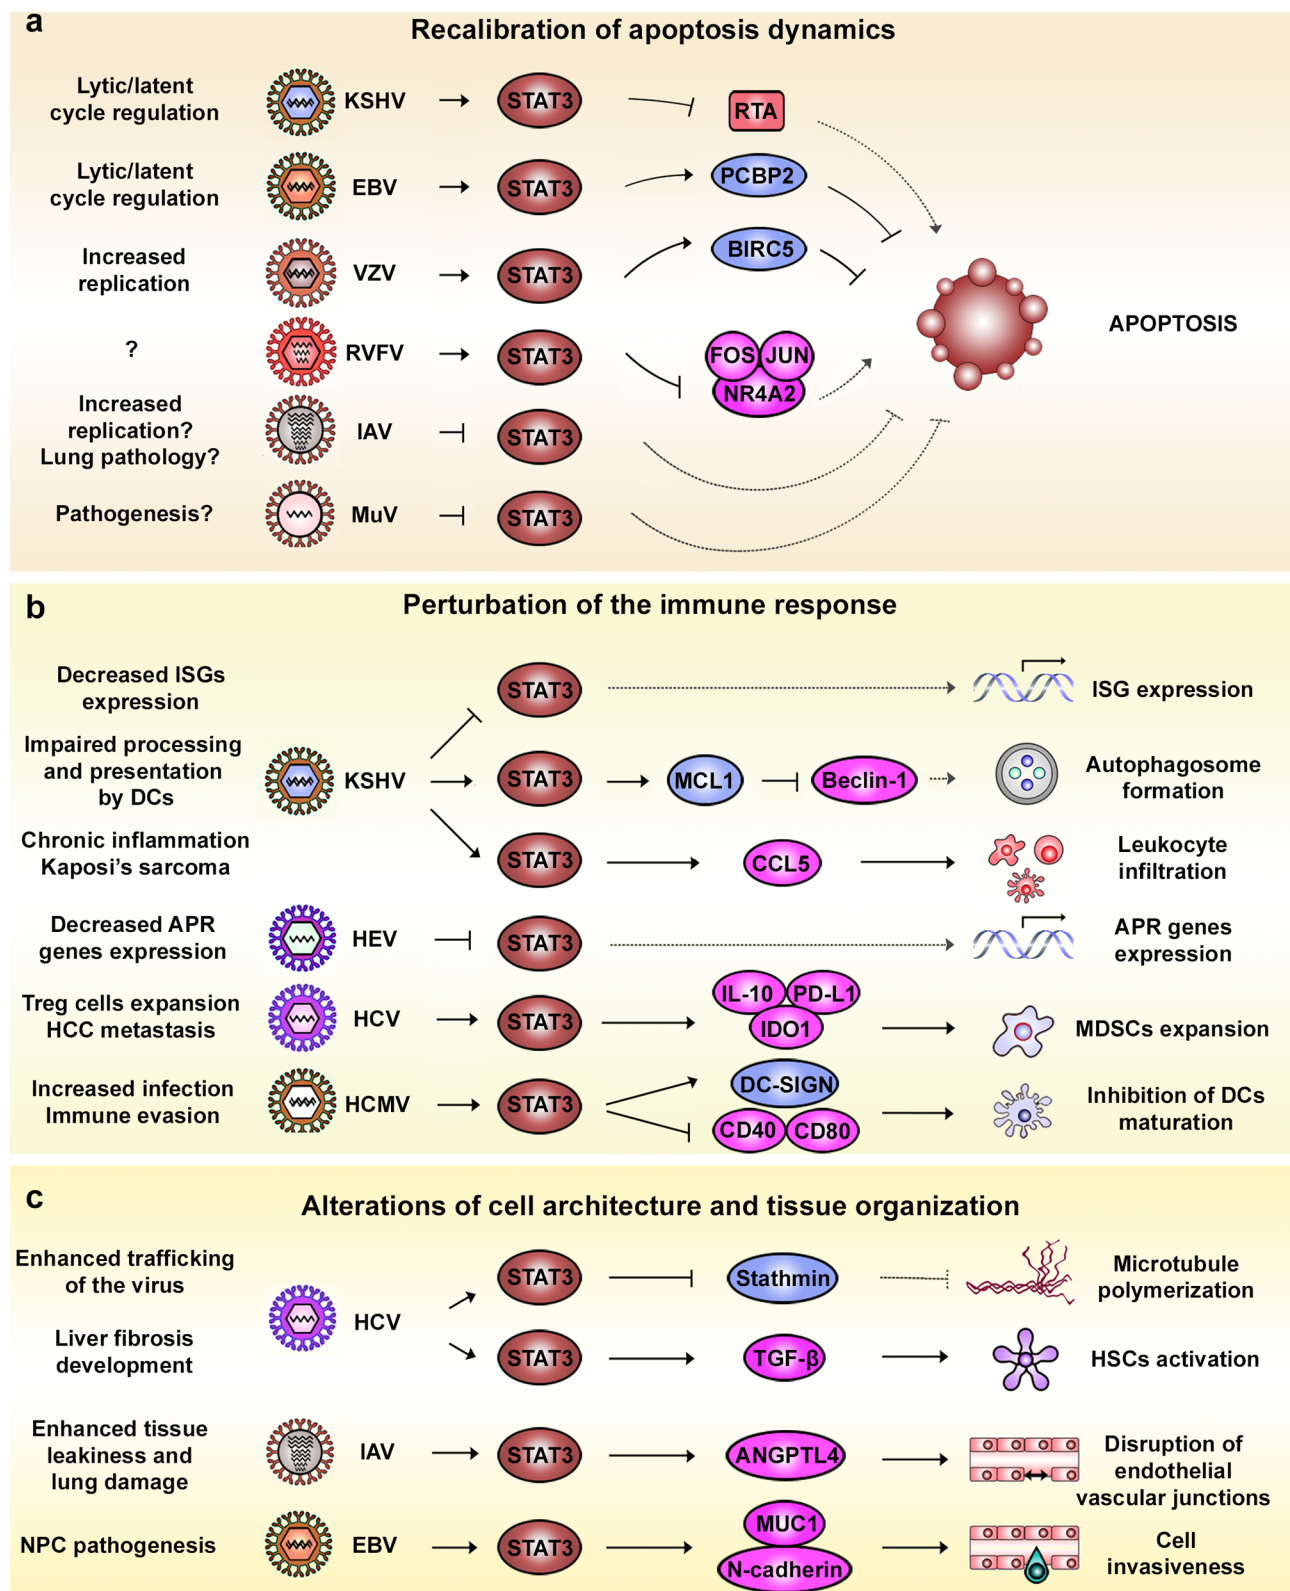 a
Recalibration of apoptosis dynamics
Lytic/latent
cycle regulation
KSHV
STAT3
RTA
Lytic/latent
cycle regulation
EBV
STAT3
PCBP2
Increased
replication
VZV
STAT3
BIRC5
?
RVFV
STAT3
FOS JUN
NR4A2
APOPTOSIS
Increased
replication?
Lung pathology?
IAV
STAT3
Pathogenesis?
MuV
STAT3
b
Perturbation of the immune response
Decreased ISGs
expression
STAT3
ISG expression
Impaired processing
and presentation
by DCs
KSHV
STAT3
MCL1
Beclin-1
Autophagosome
formation
Chronic inflammation
Kaposi's sarcoma
STAT3
CCL5
Leukocyte
infiltration
Decreased APR
genes expression
HEV
STAT3
APR genes
expression
Treg cells expansion
HCC metastasis
HCV
STAT3
IL-10 PD-L1
IDO1
MDSCs expansion
Increased infection
Immune evasion
HCMV
STAT3
DC-SIGN
CD40 CD80
Inhibition of DCs
maturation
c
Alterations of cell architecture and tissue organization
Enhanced trafficking
of the virus
HCV
STAT3
Stathmin
Microtubule
polymerization
Liver fibrosis
development
STAT3
TGF-β
HSCs activation
Enhanced tissue
leakiness and
lung damage
IAV
STAT3
ANGPTL4
Disruption of
endothelial
vascular junctions
NPC pathogenesis
EBV
STAT3
MUC1
N-cadherin
Cell
invasiveness